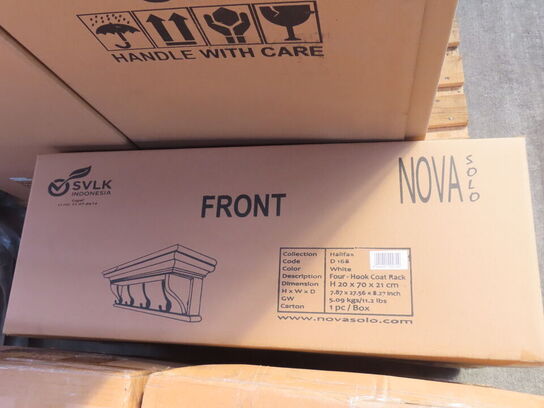 HANDLE WITH CARE
SVLK
INDONESIA
FRONT
NOVA
SOLO
Collection Halifax
Code D 168
Color White
Description Four - Hook Coat Rack
Dimension H 20 x 70 x 21 cm
H x W x D 7.87 x 27.56 x 8.27 inch
GW 5.09 kgs/11.2 lbs
Carton 1 pc / Box
www.novasolo.com